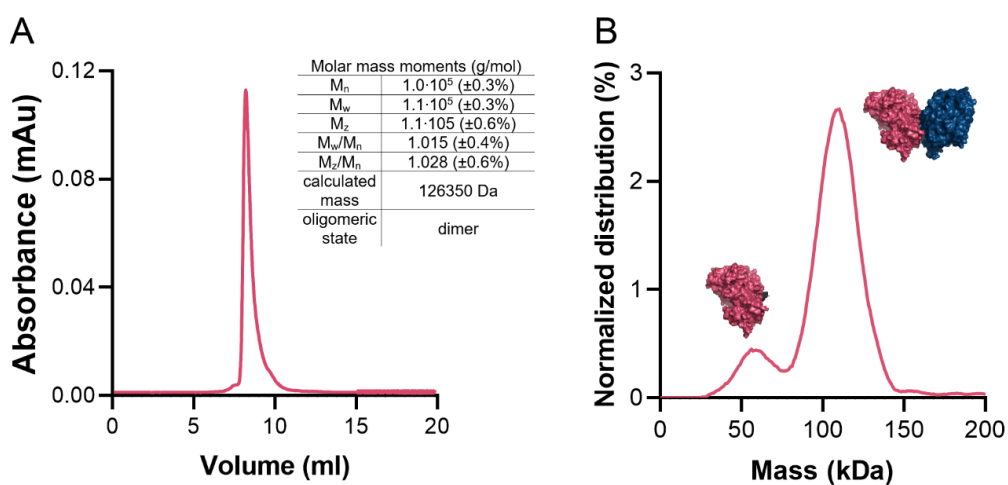 A
Absorbance (mAu)
0.12
0.08
0.04
0.00
0 5 10 15 20
Volume (ml)
Molar mass moments (g/mol)
Mn 1.0·10⁵ (±0.3%)
Mw 1.1·10⁵ (±0.3%)
Mz 1.1·105 (±0.6%)
Mw/Mn 1.015 (±0.4%)
Mz/Mn 1.028 (±0.6%)
calculated
mass 126350 Da
oligomeric
state dimer
B
Normalized distribution (%)
3
2
1
0
0 50 100 150 200
Mass (kDa)